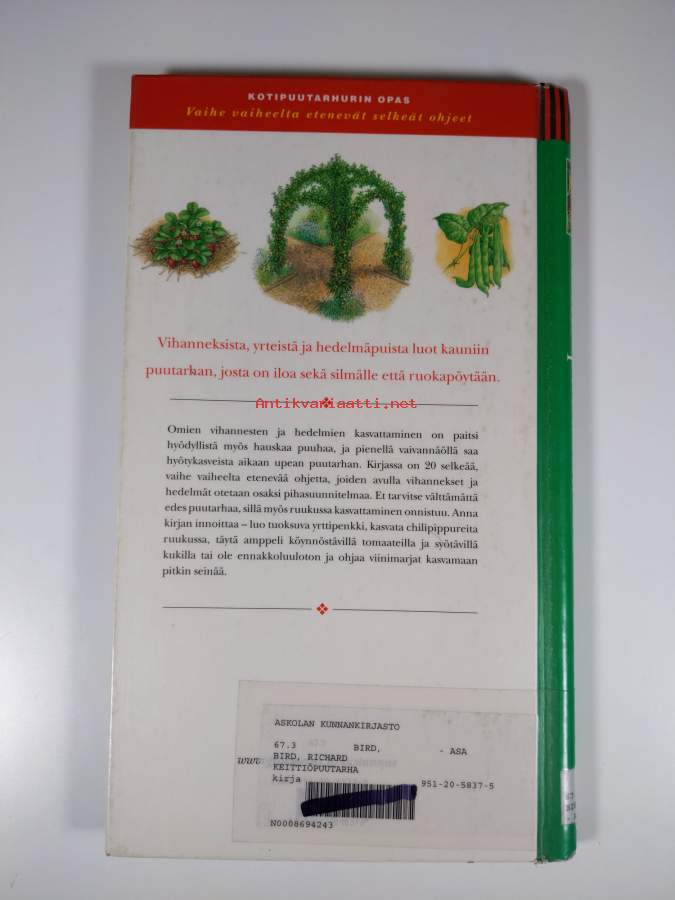 KOTIPUUTARHURIN OPAS
Vaihe vaiheelta etenevät selkeät ohjeet
Vihanneksista, yrteistä ja hedelmäpuista luot kauniin
puutarhan, josta on iloa sekä silmälle että ruokapöytään.
Antikvariaatti.net
Omien vihannesten ja hedelmien kasvattaminen on paitsi
hyödyllistä myös hauskaa puuhaa, ja pienellä vaivannäöllä saa
hyötykasveista aikaan upean puutarhan. Kirjassa on 20 selkeää,
vaihe vaiheelta etenevää ohjetta, joiden avulla vihannekset ja
hedelmät otetaan osaksi pihasuunnitelmaa. Et tarvitse välttämättä
edes puutarhaa, sillä myös ruukussa kasvattaminen onnistuu. Anna
kirjan innoittaa – luo tuoksuva yrttipenkki, kasvata chilipippureita
ruukussa, täytä amppeli köynnöstävillä tomaateilla ja syötävillä
kukilla tai ole ennakkoluuloton ja ohjaa viinimarjat kasvamaan
pitkin seinää.
ASKOLAN KUNNANKIRJASTO
67.3 BIRD, - ASA
www BIRD, RICHARD
KEITTIÖPUUTARHA
kirja 951-20-5837-5
N0008694243
67.